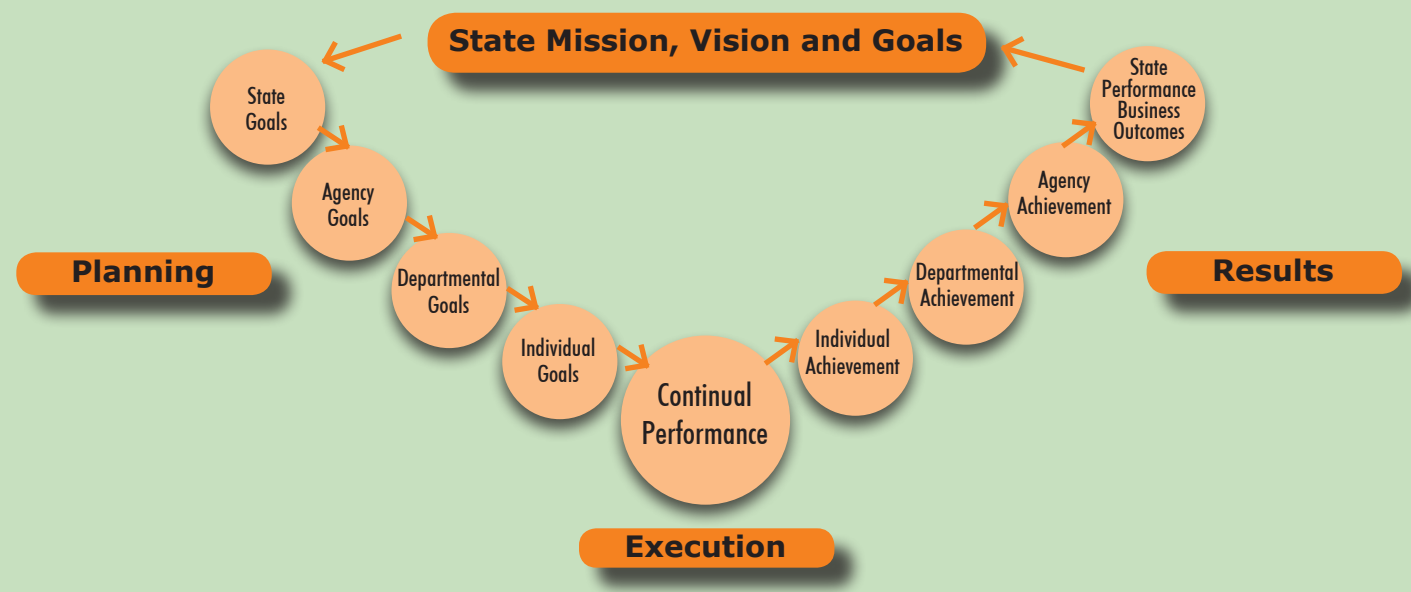 State Mission, Vision and Goals
State
Goals
Agency
Goals
Departmental
Goals
Individual
Goals
Continual
Performance
Individual
Achievement
Departmental
Achievement
Agency
Achievement
State
Performance
Business
Outcomes
Planning
Results
Execution